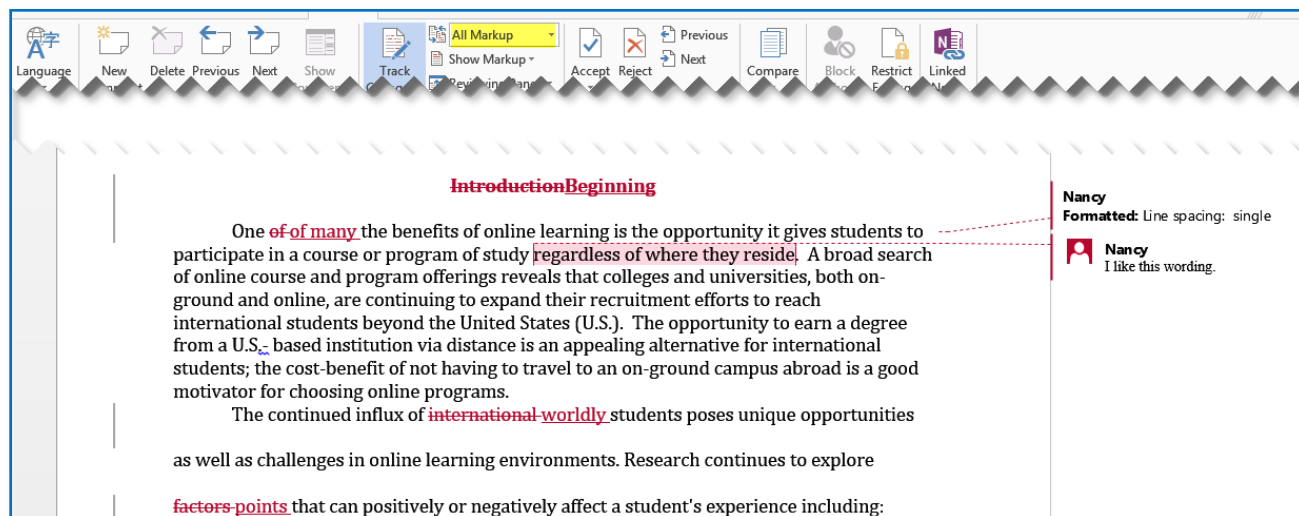 All Markup
Previous
Show Markup
Next
Language New Delete Previous Next Show Track Accept Reject Compare Block Restrict Linked
IntroductionBeginning
Nancy
Formatted: Line spacing: single
One of of many the benefits of online learning is the opportunity it gives students to
participate in a course or program of study regardless of where they reside. A broad search
Nancy
I like this wording.
of online course and program offerings reveals that colleges and universities, both on-
ground and online, are continuing to expand their recruitment efforts to reach
international students beyond the United States (U.S.). The opportunity to earn a degree
from a U.S.- based institution via distance is an appealing alternative for international
students; the cost-benefit of not having to travel to an on-ground campus abroad is a good
motivator for choosing online programs.
The continued influx of international worldly students poses unique opportunities
as well as challenges in online learning environments. Research continues to explore
factors points that can positively or negatively affect a student's experience including: